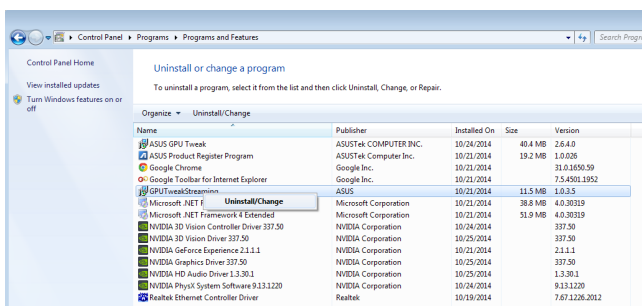 Control Panel ▸ Programs ▸ Programs and Features
Search Progr
Control Panel Home
View installed updates
Turn Windows features on or
off
Uninstall or change a program
To uninstall a program, select it from the list and then click Uninstall, Change, or Repair.
Organize Uninstall/Change
Name Publisher Installed On Size Version
ASUS GPU Tweak ASUSTek COMPUTER INC. 10/24/2014 40.4 MB 2.6.4.0
ASUS Product Register Program ASUSTek Computer Inc. 10/21/2014 19.2 MB 1.0.026
Google Chrome Google Inc. 10/21/2014 31.0.1650.59
Google Toolbar for Internet Explorer Google Inc. 10/21/2014 7.5.4501.1952
GPUTweakStreaming ASUS 10/21/2014 11.5 MB 1.0.3.5
Uninstall/Change
Microsoft .NET F Microsoft Corporation 10/21/2014 38.8 MB 4.0.30319
Microsoft .NET Framework 4 Extended Microsoft Corporation 10/21/2014 51.9 MB 4.0.30319
NVIDIA 3D Vision Controller Driver 337.50 NVIDIA Corporation 10/24/2014 337.50
NVIDIA 3D Vision Driver 337.50 NVIDIA Corporation 10/25/2014 337.50
NVIDIA GeForce Experience 2.1.1.1 NVIDIA Corporation 10/21/2014 2.1.1.1
NVIDIA Graphics Driver 337.50 NVIDIA Corporation 10/25/2014 337.50
NVIDIA HD Audio Driver 1.3.30.1 NVIDIA Corporation 10/25/2014 1.3.30.1
NVIDIA PhysX System Software 9.13.1220 NVIDIA Corporation 10/24/2014 9.13.1220
Realtek Ethernet Controller Driver Realtek 10/19/2014 7.67.1226.2012